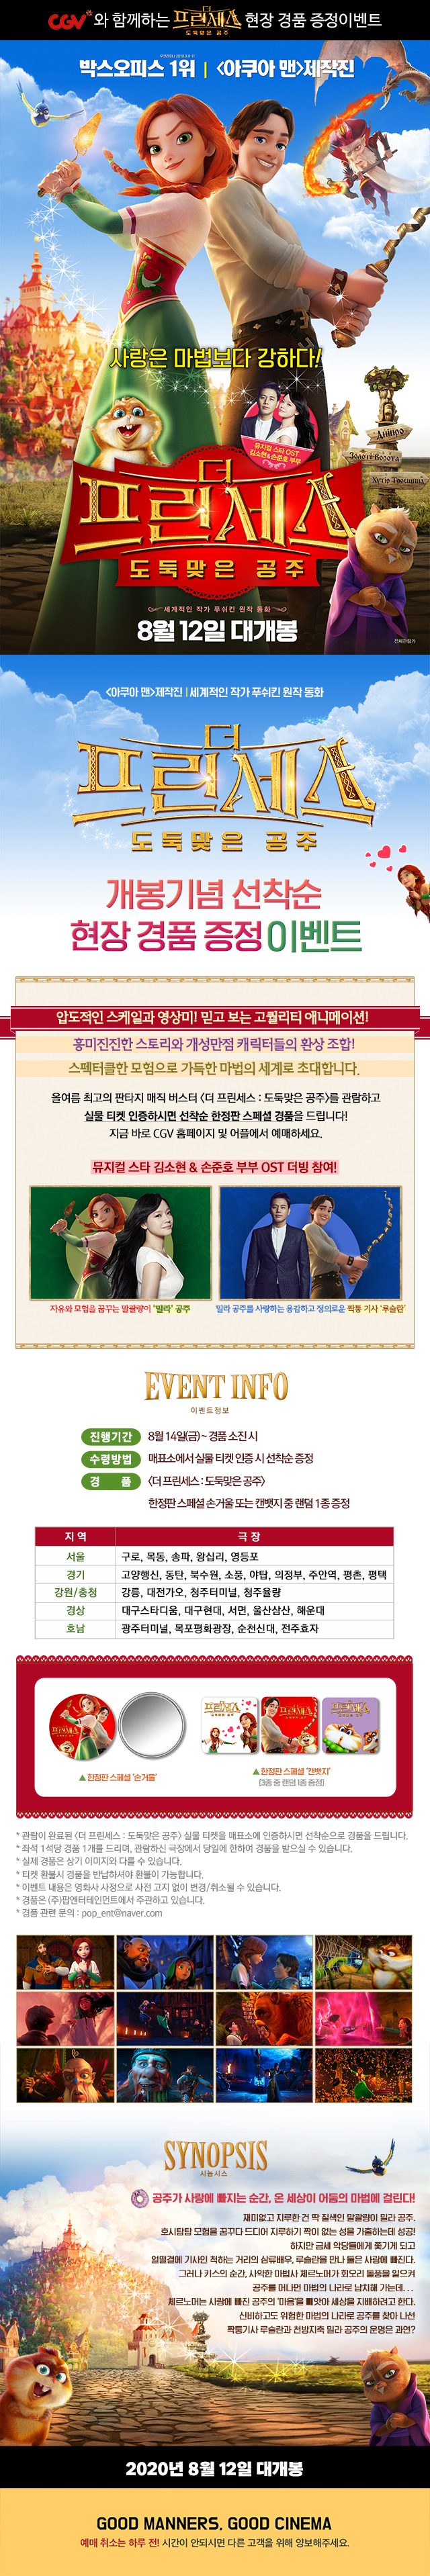 CGV와 함께하는 프린세스 도둑맞은 공주 현장 경품 증정이벤트
박스오피스 1위 | <아쿠아 맨>제작진
사랑은 마법보다 강하다!
뮤지컬 스타 OST
김소현&손준호 부부
Дніпро
Золоті Ворота
Хутір Троєщина
더
프린세스
도둑맞은 공주
세계적인 작가 푸쉬킨 원작 동화
8월 12일 대개봉
전체관람가
<아쿠아 맨>제작진 | 세계적인 작가 푸쉬킨 원작 동화
더
프린세스
도둑맞은 공주
개봉기념 선착순
현장 경품 증정 이벤트
압도적인 스케일과 영상미! 믿고 보는 고퀄리티 애니메이션!
흥미진진한 스토리와 개성만점 캐릭터들의 환상 조합!
스펙터클한 모험으로 가득한 마법의 세계로 초대합니다.
올여름 최고의 판타지 매직 버스터 <더 프린세스 : 도둑맞은 공주>를 관람하고
실물 티켓 인증하시면 선착순 한정판 스페셜 경품을 드립니다!
지금 바로 CGV 홈페이지 및 어플에서 예매하세요.
뮤지컬 스타 김소현 & 손준호 부부 OST 더빙 참여!
자유와 모험을 꿈꾸는 말괄량이 '밀라' 공주
밀라 공주를 사랑하는 용감하고 정의로운 짝퉁 기사 '루슬란'
EVENT INFO
이벤트정보
진행기간 8월 14일(금) ~ 경품 소진 시
수령방법 매표소에서 실물 티켓 인증 시 선착순 증정
경 품 <더 프린세스 : 도둑맞은 공주>
한정판 스페셜 손거울 또는 캔뱃지 중 랜덤 1종 증정
지 역 극 장
서울 구로, 목동, 송파, 왕십리, 영등포
경기 고양행신, 동탄, 북수원, 소풍, 야탑, 의정부, 주안역, 평촌, 평택
강원/충청 강릉, 대전가오, 청주터미널, 청주율량
경상 대구스타디움, 대구현대, 서면, 울산삼산, 해운대
호남 광주터미널, 목포평화광장, 순천신대, 전주효자
프린세스
프린세스
프린세스
프린세스
▲ 한정판 스페셜 '손거울'
▲ 한정판 스페셜 '캔뱃지'
(3종 중 랜덤 1종 증정)
* 관람이 완료된 <더 프린세스 : 도둑맞은 공주> 실물 티켓을 매표소에 인증하시면 선착순으로 경품을 드립니다.
* 좌석 1석당 경품 1개를 드리며, 관람하신 극장에서 당일에 한하여 경품을 받으실 수 있습니다.
* 실제 경품은 상기 이미지와 다를 수 있습니다.
* 티켓 환불시 경품을 반납하셔야 환불이 가능합니다.
* 이벤트 내용은 영화사 사정으로 사전 고지 없이 변경/취소될 수 있습니다.
* 경품은 (주)팝엔터테인먼트에서 주관하고 있습니다.
* 경품 관련 문의 : pop_ent@naver.com
SYNOPSIS
시놉시스
공주가 사랑에 빠지는 순간, 온 세상이 어둠의 마법에 걸린다!
재미없고 지루한 건 딱 질색인 말괄량이 밀라 공주.
호시탐탐 모험을 꿈꾸다 드디어 지루하기 짝이 없는 성을 가출하는데 성공!
하지만 금세 악당들에게 쫓기게 되고
얼떨결에 기사인 척하는 거리의 삼류배우, 루슬란을 만나 둘은 사랑에 빠진다.
그러나 키스의 순간, 사악한 마법사 체르노머가 회오리 돌풍을 일으켜
공주를 머나먼 마법의 나라로 납치해 가는데...
체르노머는 사랑에 빠진 공주의 '마음'을 빼앗아 세상을 지배하려고 한다.
신비하고도 위험한 마법의 나라로 공주를 찾아 나선
짝퉁기사 루슬란과 천방지축 밀라 공주의 운명은 과연?
2020년 8월 12일 대개봉
GOOD MANNERS, GOOD CINEMA
예매 취소는 하루 전! 시간이 안되시면 다른 고객을 위해 양보해주세요.